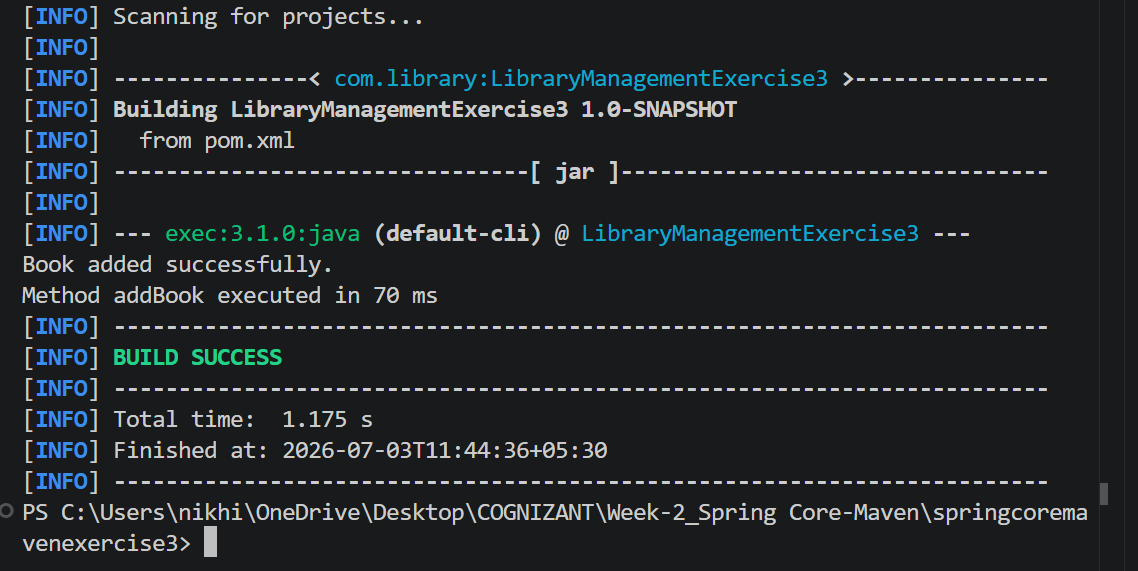 [INFO] Scanning for projects...
[INFO]
[INFO] ---------------< com.library:LibraryManagementExercise3 >---------------
[INFO] Building LibraryManagementExercise3 1.0-SNAPSHOT
[INFO]   from pom.xml
[INFO] --------------------------------[ jar ]---------------------------------
[INFO]
[INFO] --- exec:3.1.0:java (default-cli) @ LibraryManagementExercise3 ---
Book added successfully.
Method addBook executed in 70 ms
[INFO] ------------------------------------------------------------------------
[INFO] BUILD SUCCESS
[INFO] ------------------------------------------------------------------------
[INFO] Total time:  1.175 s
[INFO] Finished at: 2026-07-03T11:44:36+05:30
[INFO] ------------------------------------------------------------------------
PS C:\Users\nikhi\OneDrive\Desktop\COGNIZANT\Week-2_Spring Core-Maven\springcorema
venexercise3>